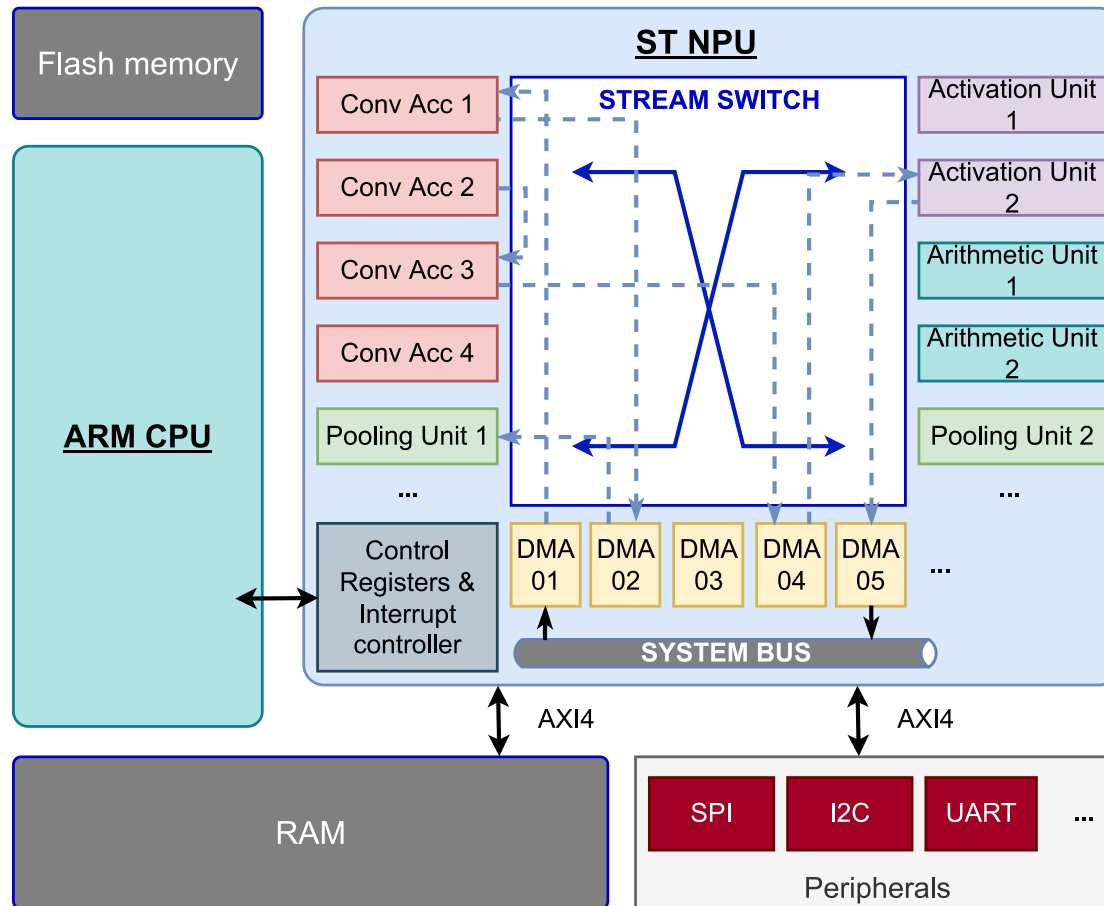 Flash memory
ARM CPU
ST NPU
Conv Acc 1
Conv Acc 2
Conv Acc 3
Conv Acc 4
Pooling Unit 1
...
STREAM SWITCH
Activation Unit
1
Activation Unit
2
Arithmetic Unit
1
Arithmetic Unit
2
Pooling Unit 2
...
Control
Registers &
Interrupt
controller
DMA
01
DMA
02
DMA
03
DMA
04
DMA
05
...
SYSTEM BUS
AXI4
AXI4
RAM
SPI
I2C
UART
...
Peripherals